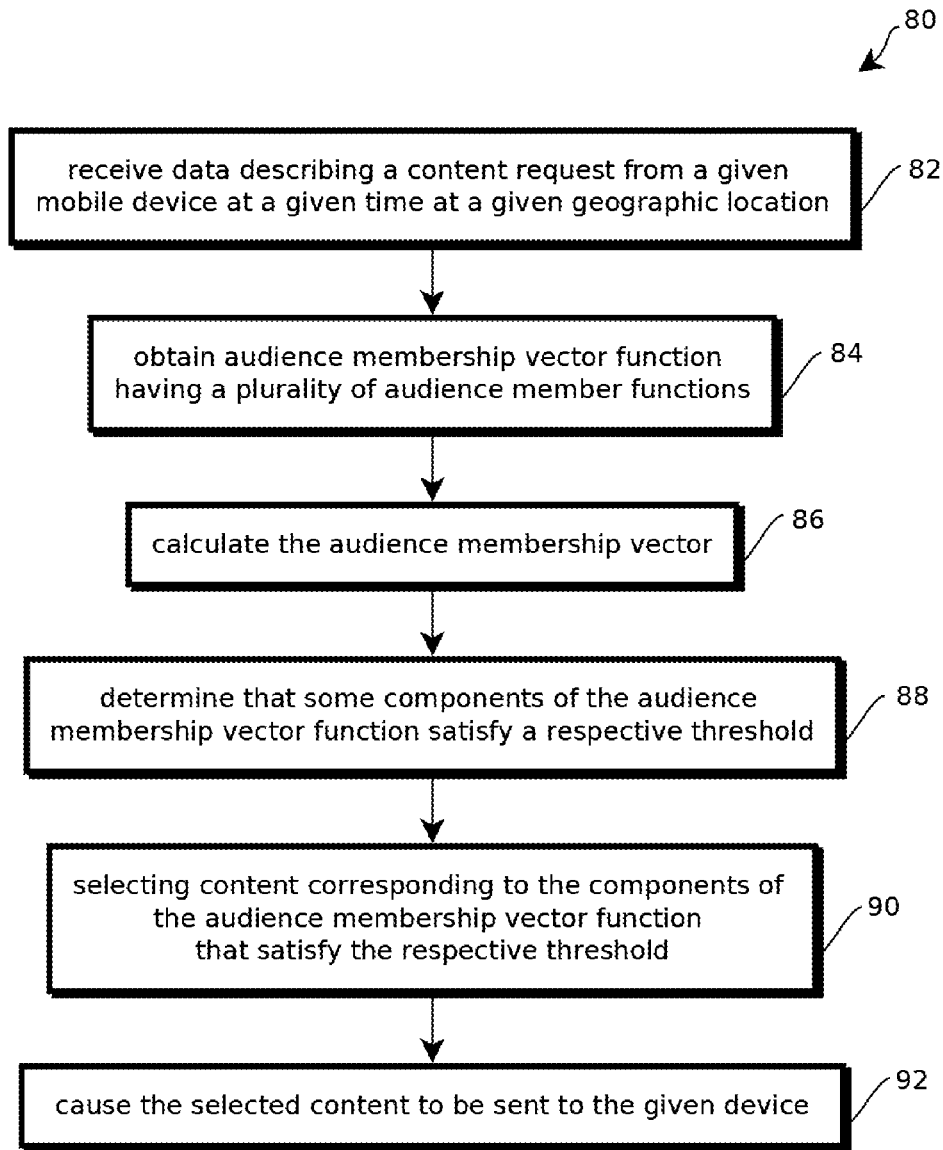 80
receive data describing a content request from a given
mobile device at a given time at a given geographic location
82
obtain audience membership vector function
having a plurality of audience member functions
84
calculate the audience membership vector
86
determine that some components of the audience
membership vector function satisfy a respective threshold
88
selecting content corresponding to the components of
the audience membership vector function
that satisfy the respective threshold
90
cause the selected content to be sent to the given device
92